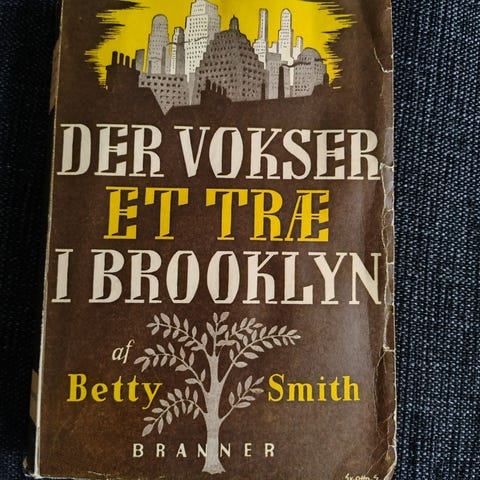 DER VOKSER
ET TRÆ
I BROOKLYN
af
Betty Smith
BRANNER